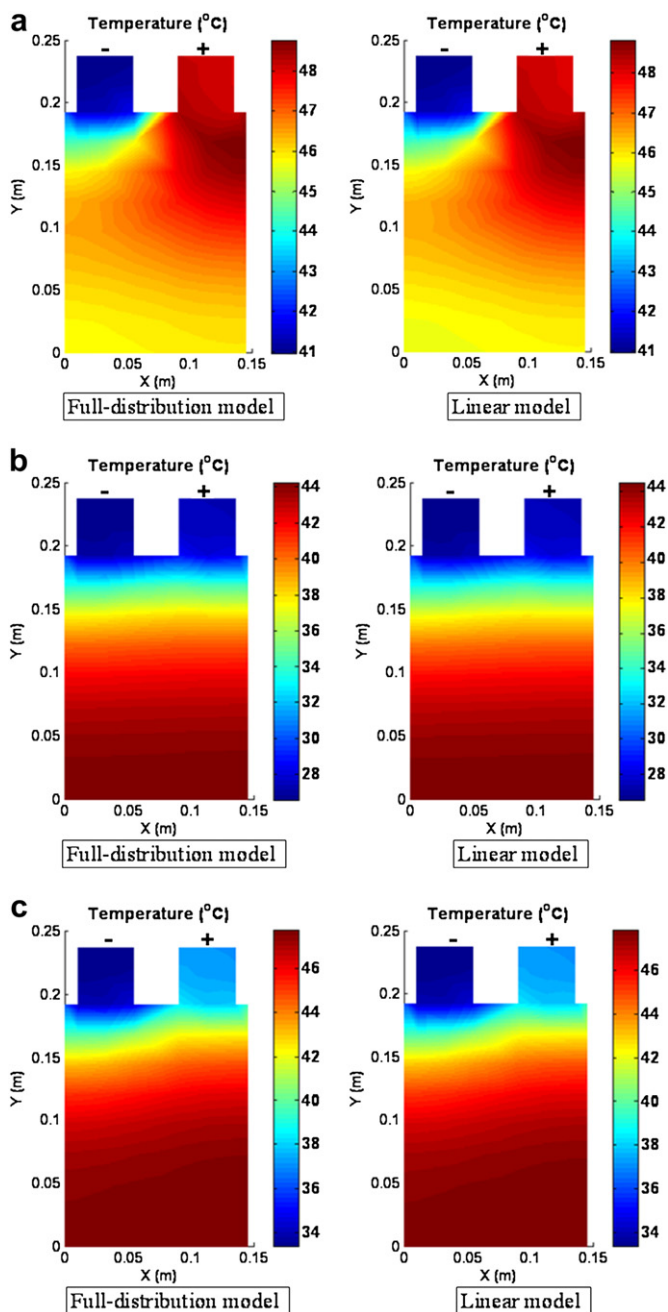 a
Temperature (°C)
- +
Y (m)
0.25
0.2
0.15
0.1
0.05
0
0 0.05 0.1 0.15
X (m)
48
47
46
45
44
43
42
41
Full-distribution model
Temperature (°C)
- +
Y (m)
0.25
0.2
0.15
0.1
0.05
0
0 0.05 0.1 0.15
X (m)
48
47
46
45
44
43
42
41
Linear model
b
Temperature (°C)
- +
Y (m)
0.25
0.2
0.15
0.1
0.05
0
0 0.05 0.1 0.15
X (m)
44
42
40
38
36
34
32
30
28
Full-distribution model
Temperature (°C)
- +
Y (m)
0.25
0.2
0.15
0.1
0.05
0
0 0.05 0.1 0.15
X (m)
44
42
40
38
36
34
32
30
28
Linear model
c
Temperature (°C)
- +
Y (m)
0.25
0.2
0.15
0.1
0.05
0
0 0.05 0.1 0.15
X (m)
46
44
42
40
38
36
34
Full-distribution model
Temperature (°C)
- +
Y (m)
0.25
0.2
0.15
0.1
0.05
0
0 0.05 0.1 0.15
X (m)
46
44
42
40
38
36
34
Linear model